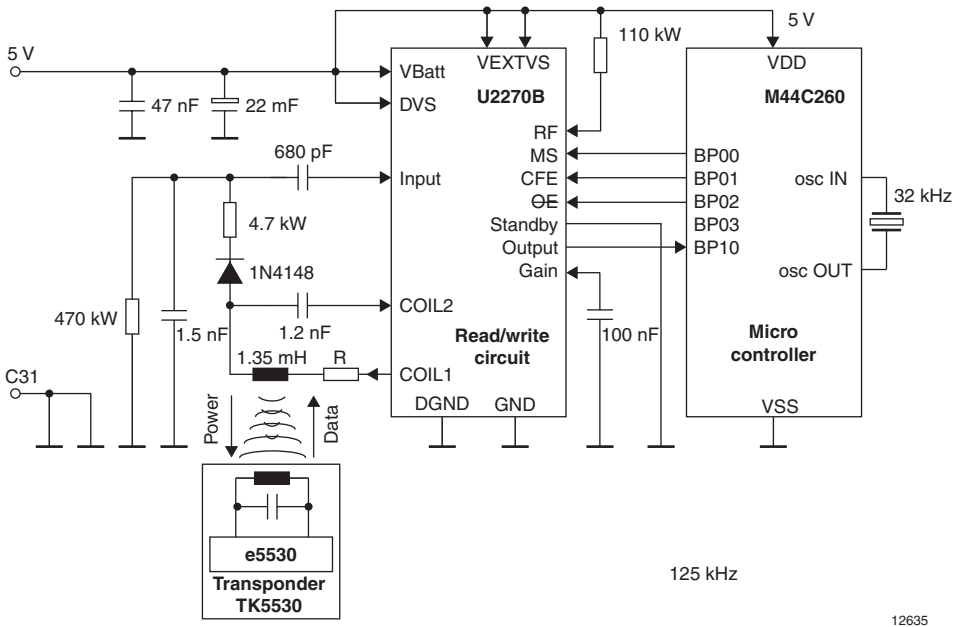 5 V
5 V
110 kW
VBatt
VEXTVS
VDD
47 nF
22 mF
DVS
U2270B
M44C260
RF
680 pF
MS
BP00
Input
CFE
BP01
osc IN
OE
BP02
32 kHz
4.7 kW
Standby
BP03
Output
BP10
1N4148
Gain
osc OUT
COIL2
470 kW
1.5 nF
1.2 nF
Read/write
circuit
100 nF
Micro
controller
1.35 mH
R
COIL1
C31
DGND
GND
VSS
Power
Data
e5530
Transponder
TK5530
125 kHz
12635